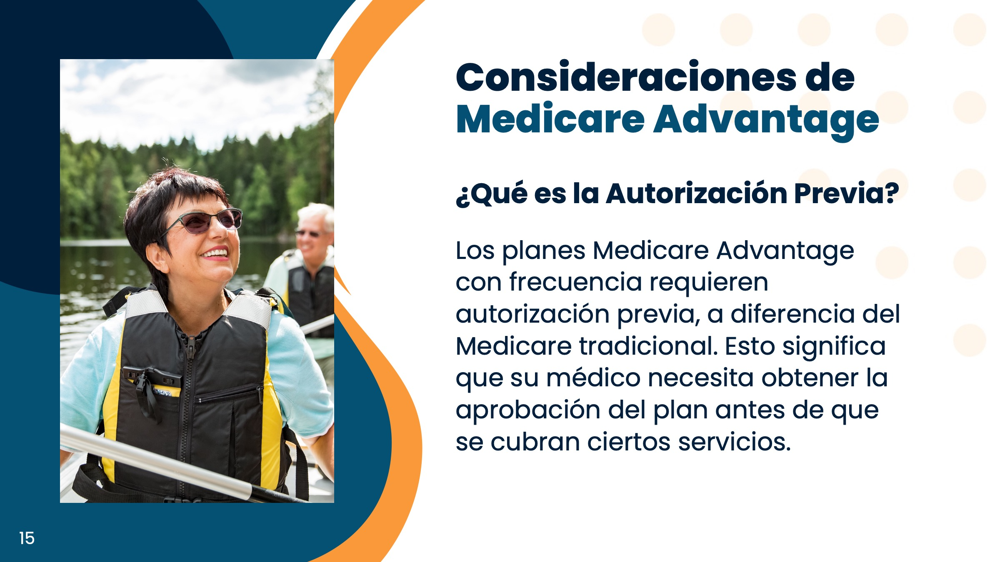 Consideraciones de
Medicare Advantage
¿Qué es la Autorización Previa?
Los planes Medicare Advantage
con frecuencia requieren
autorización previa, a diferencia del
Medicare tradicional. Esto significa
que su médico necesita obtener la
aprobación del plan antes de que
se cubran ciertos servicios.
15